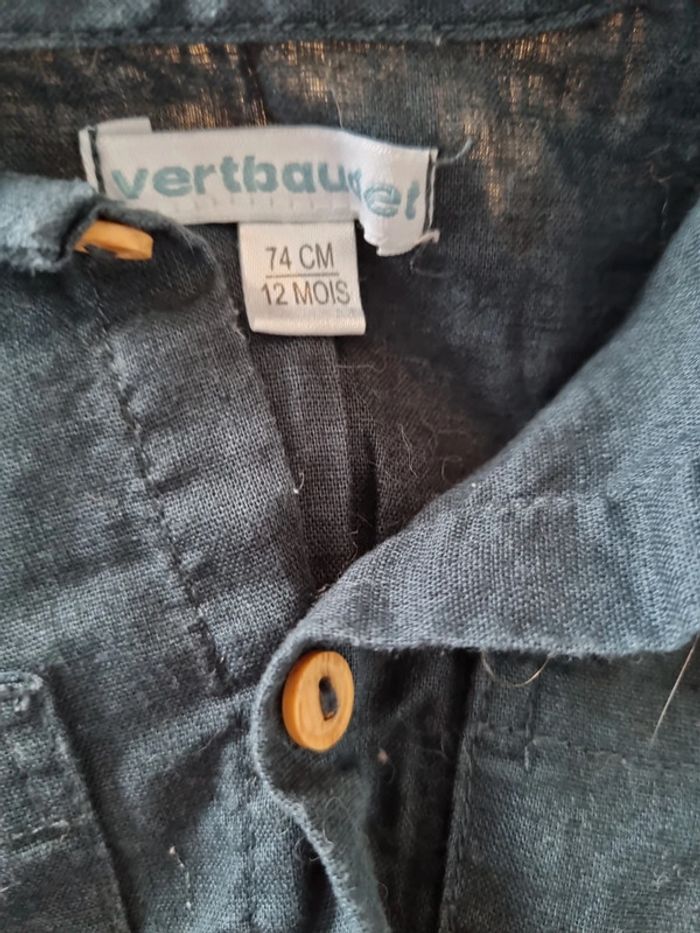 vertbaudet
74 CM
12 MOIS